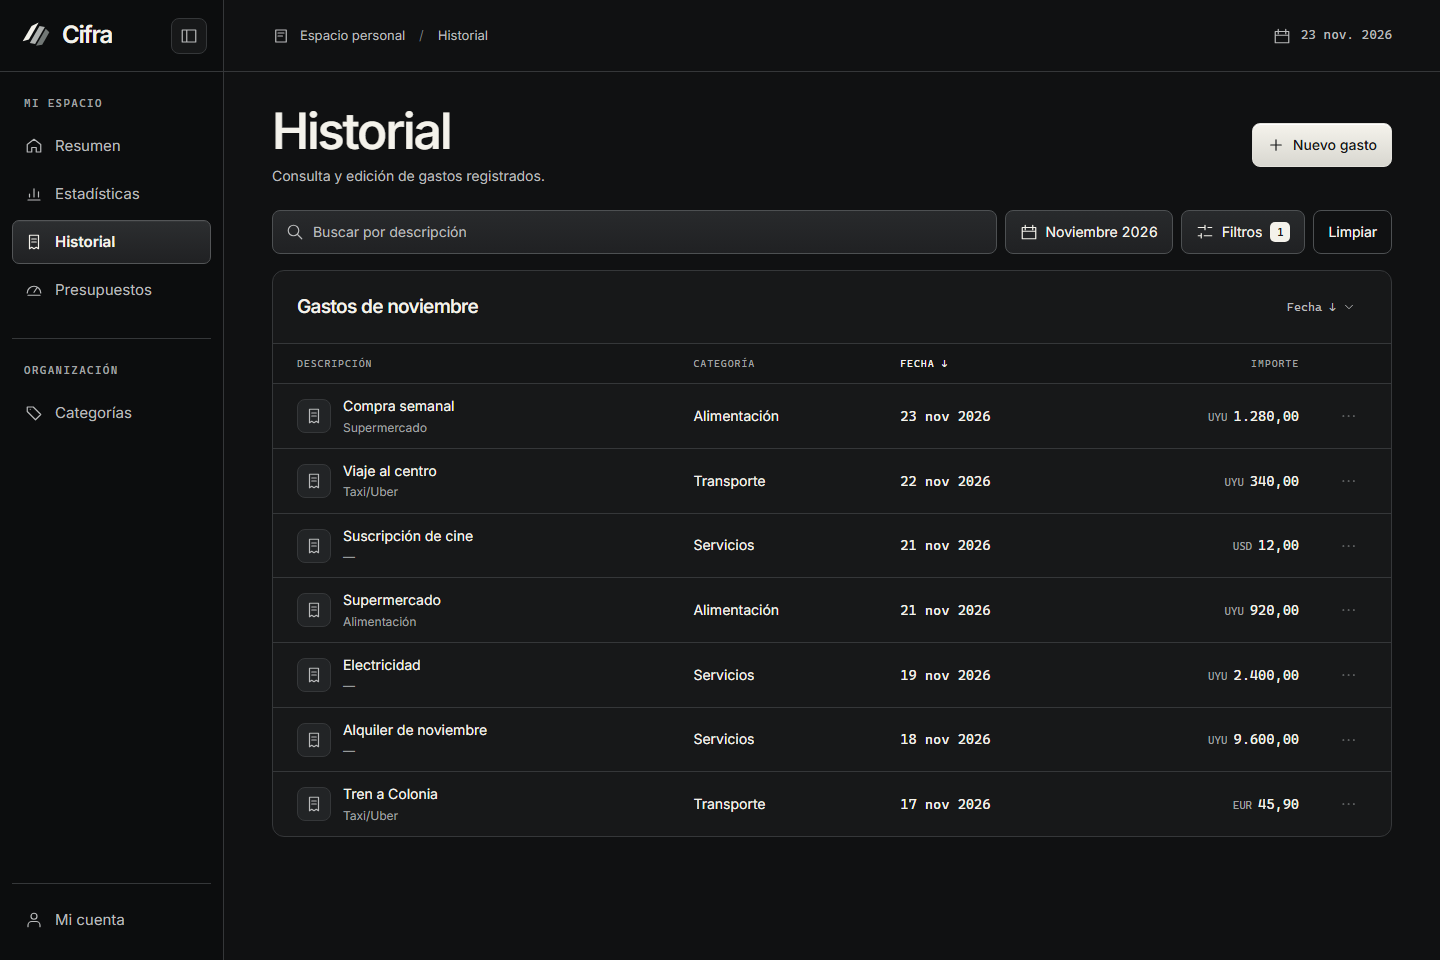 Cifra
Espacio personal / Historial
23 nov. 2026
MI ESPACIO
Resumen
Estadísticas
Historial
Presupuestos
ORGANIZACIÓN
Categorías
Mi cuenta
Historial
Consulta y edición de gastos registrados.
+ Nuevo gasto
Buscar por descripción
Noviembre 2026
Filtros 1
Limpiar
Gastos de noviembre
Fecha ↓
DESCRIPCIÓN CATEGORÍA FECHA ↓ IMPORTE
Compra semanal
Supermercado
Alimentación 23 nov 2026 UYU 1.280,00 ···
Viaje al centro
Taxi/Uber
Transporte 22 nov 2026 UYU 340,00 ···
Suscripción de cine
—
Servicios 21 nov 2026 USD 12,00 ···
Supermercado
Alimentación
Alimentación 21 nov 2026 UYU 920,00 ···
Electricidad
—
Servicios 19 nov 2026 UYU 2.400,00 ···
Alquiler de noviembre
—
Servicios 18 nov 2026 UYU 9.600,00 ···
Tren a Colonia
Taxi/Uber
Transporte 17 nov 2026 EUR 45,90 ···